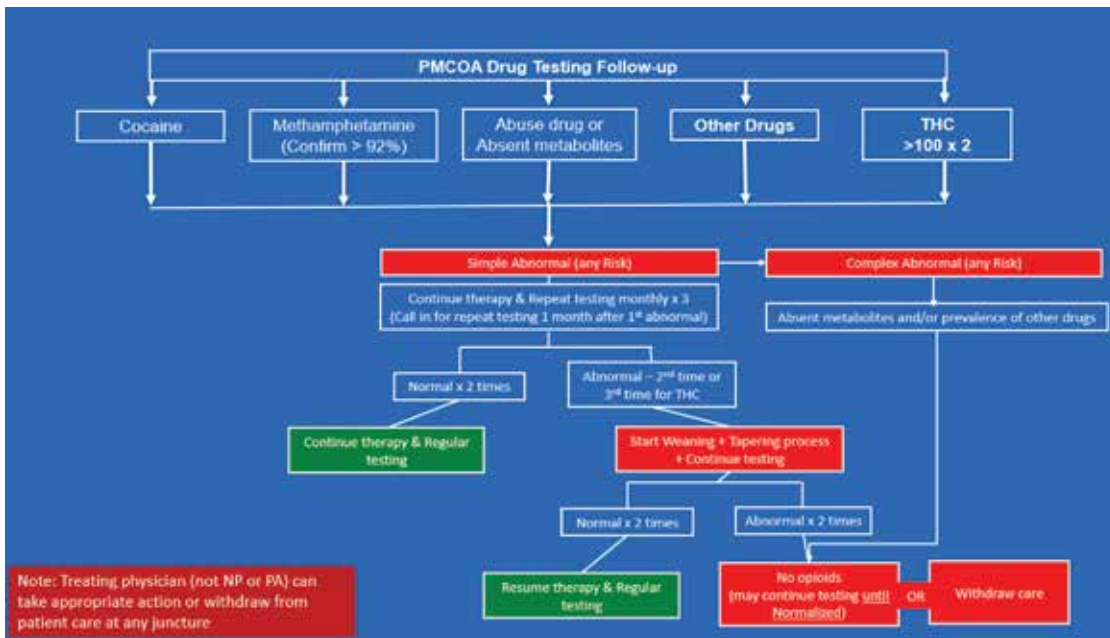 PMCOA Drug Testing Follow-up
Cocaine
Methamphetamine
(Confirm > 92%)
Abuse drug or
Absent metabolites
Other Drugs
THC
>100 x 2
Simple Abnormal (any Risk)
Complex Abnormal (any Risk)
Continue therapy & Repeat testing monthly x 3
(Call in for repeat testing 1 month after 1st abnormal)
Absent metabolites and/or prevalence of other drugs
Normal x 2 times
Abnormal – 2nd time or
3rd time for THC
Continue therapy & Regular
testing
Start Weaning + Tapering process
+ Continue testing
Normal x 2 times
Abnormal x 2 times
Resume therapy & Regular
testing
No opioids
(may continue testing until
Normalized)
OR
Withdraw care
Note: Treating physician (not NP or PA) can
take appropriate action or withdraw from
patient care at any juncture